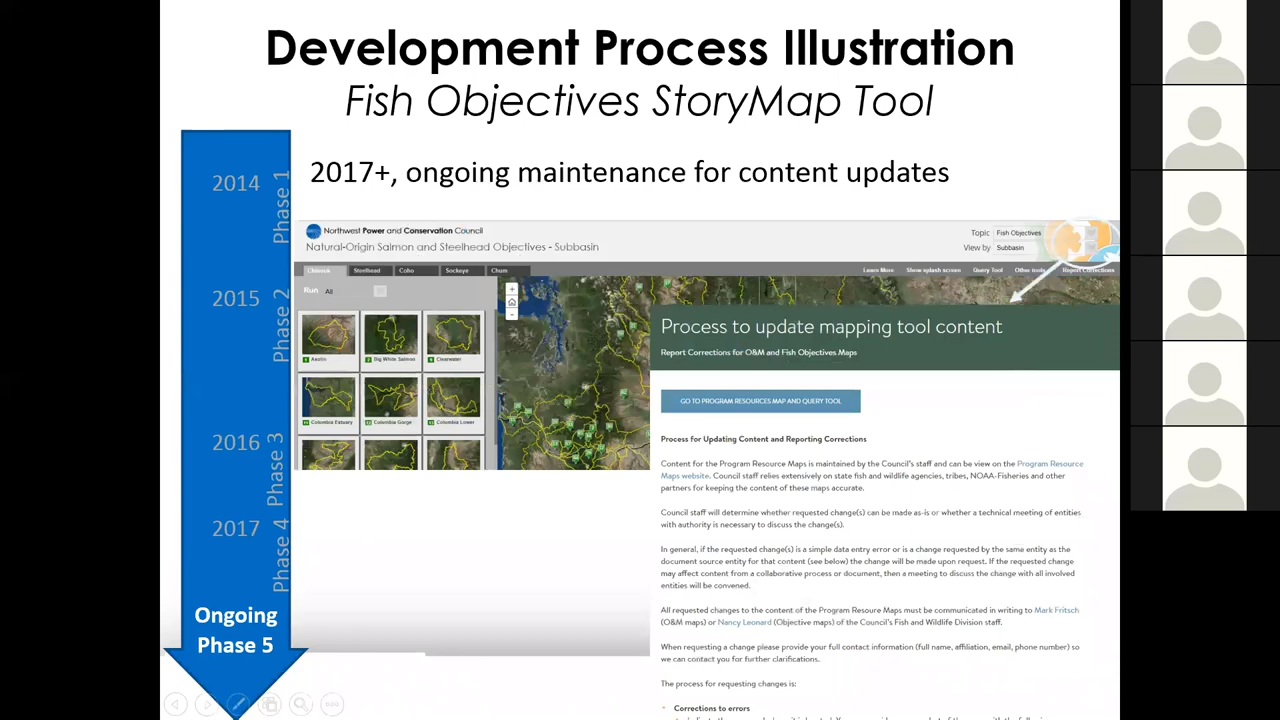 Development Process Illustration
Fish Objectives StoryMap Tool
2014
Phase 1
2015
Phase 2
2016
Phase 3
2017
Phase 4
Ongoing
Phase 5
2017+, ongoing maintenance for content updates
Northwest Power and Conservation Council
Natural-Origin Salmon and Steelhead Objectives - Subbasin
Topic Fish Objectives
View by Subbasin
Chinook Steelhead Coho Sockeye Chum
Learn More Show splash screen Query Tool Other tools Report Corrections
Run All
Asotin
Big White Salmon
Clearwater
Columbia Estuary
Columbia Gorge
Columbia Lower
Process to update mapping tool content
Report Corrections for O&M and Fish Objectives Maps
GO TO PROGRAM RESOURCES MAP AND QUERY TOOL
Process for Updating Content and Reporting Corrections
Content for the Program Resource Maps is maintained by the Council's staff and can be view on the Program Resource
Maps website. Council staff relies extensively on state fish and wildlife agencies, tribes, NOAA-Fisheries and other
partners for keeping the content of these maps accurate.
Council staff will determine whether requested change(s) can be made as-is or whether a technical meeting of entities
with authority is necessary to discuss the change(s).
In general, if the requested change(s) is a simple data entry error or is a change requested by the same entity as the
document source entity for that content (see below) the change will be made upon request. If the requested change
may affect content from a collaborative process or document, then a meeting to discuss the change with all involved
entities will be convened.
All requested changes to the content of the Program Resoure Maps must be communicated in writing to Mark Fritsch
(O&M maps) or Nancy Leonard (Objective maps) of the Council's Fish and Wildlife Division staff.
When requesting a change please provide your full contact information (full name, affiliation, email, phone number) so
we can contact you for further clarifications.
The process for requesting changes is:
Corrections to errors